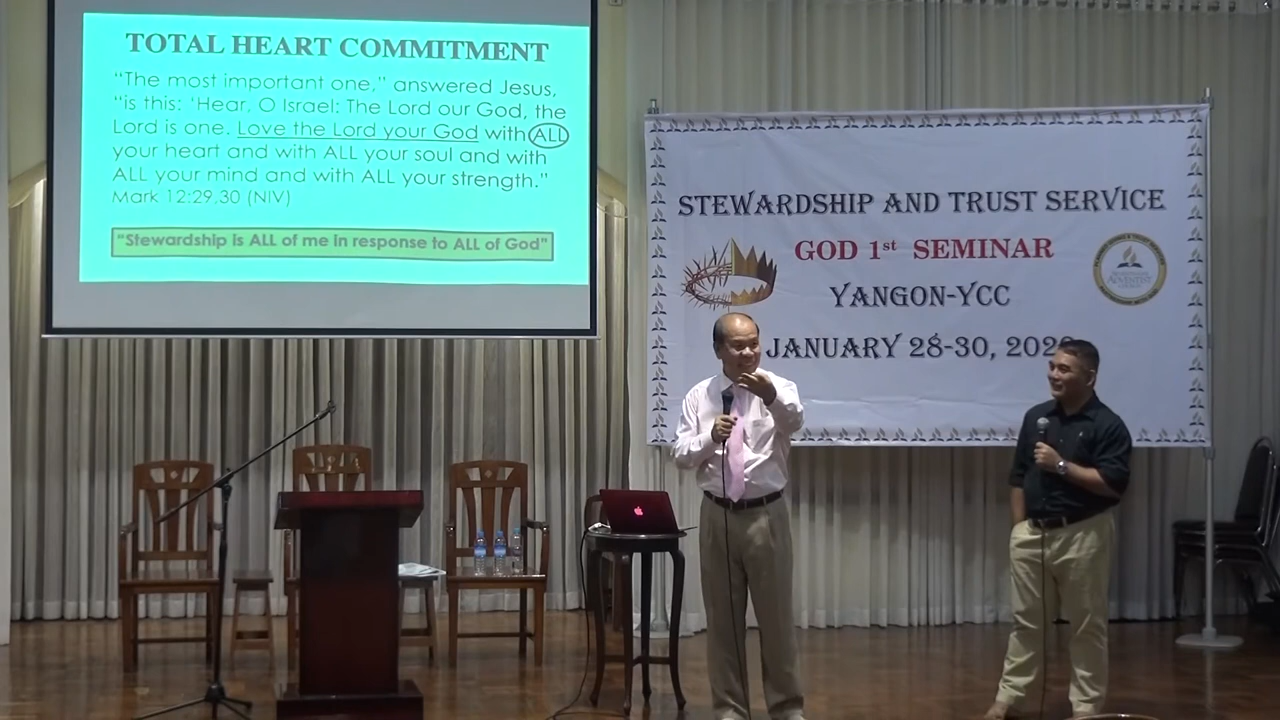 TOTAL HEART COMMITMENT
“The most important one,” answered Jesus,
“is this: ‘Hear, O Israel: The Lord our God, the
Lord is one. Love the Lord your God with ALL
your heart and with ALL your soul and with
ALL your mind and with ALL your strength.”
Mark 12:29,30 (NIV)
“Stewardship is ALL of me in response to ALL of God”
STEWARDSHIP AND TRUST SERVICE
GOD 1st SEMINAR
YANGON-YCC
JANUARY 28-30, 202
ADVENTIST